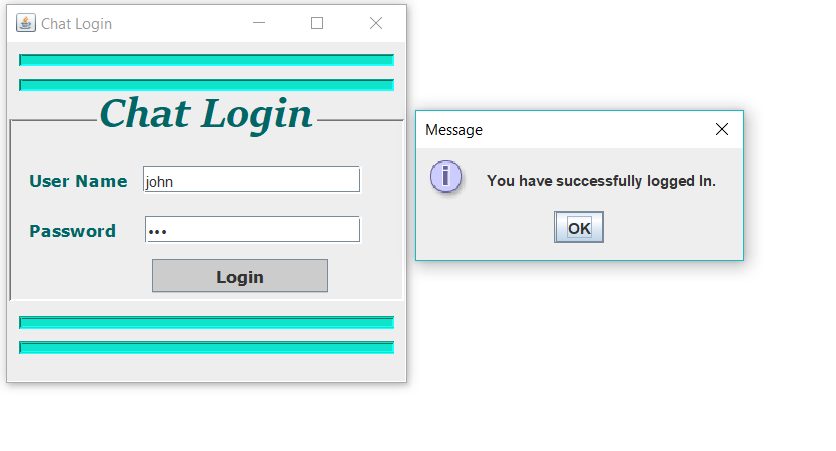 Chat Login
Chat Login
User Name john
Password •••
Login
Message
i
You have successfully logged In.
OK